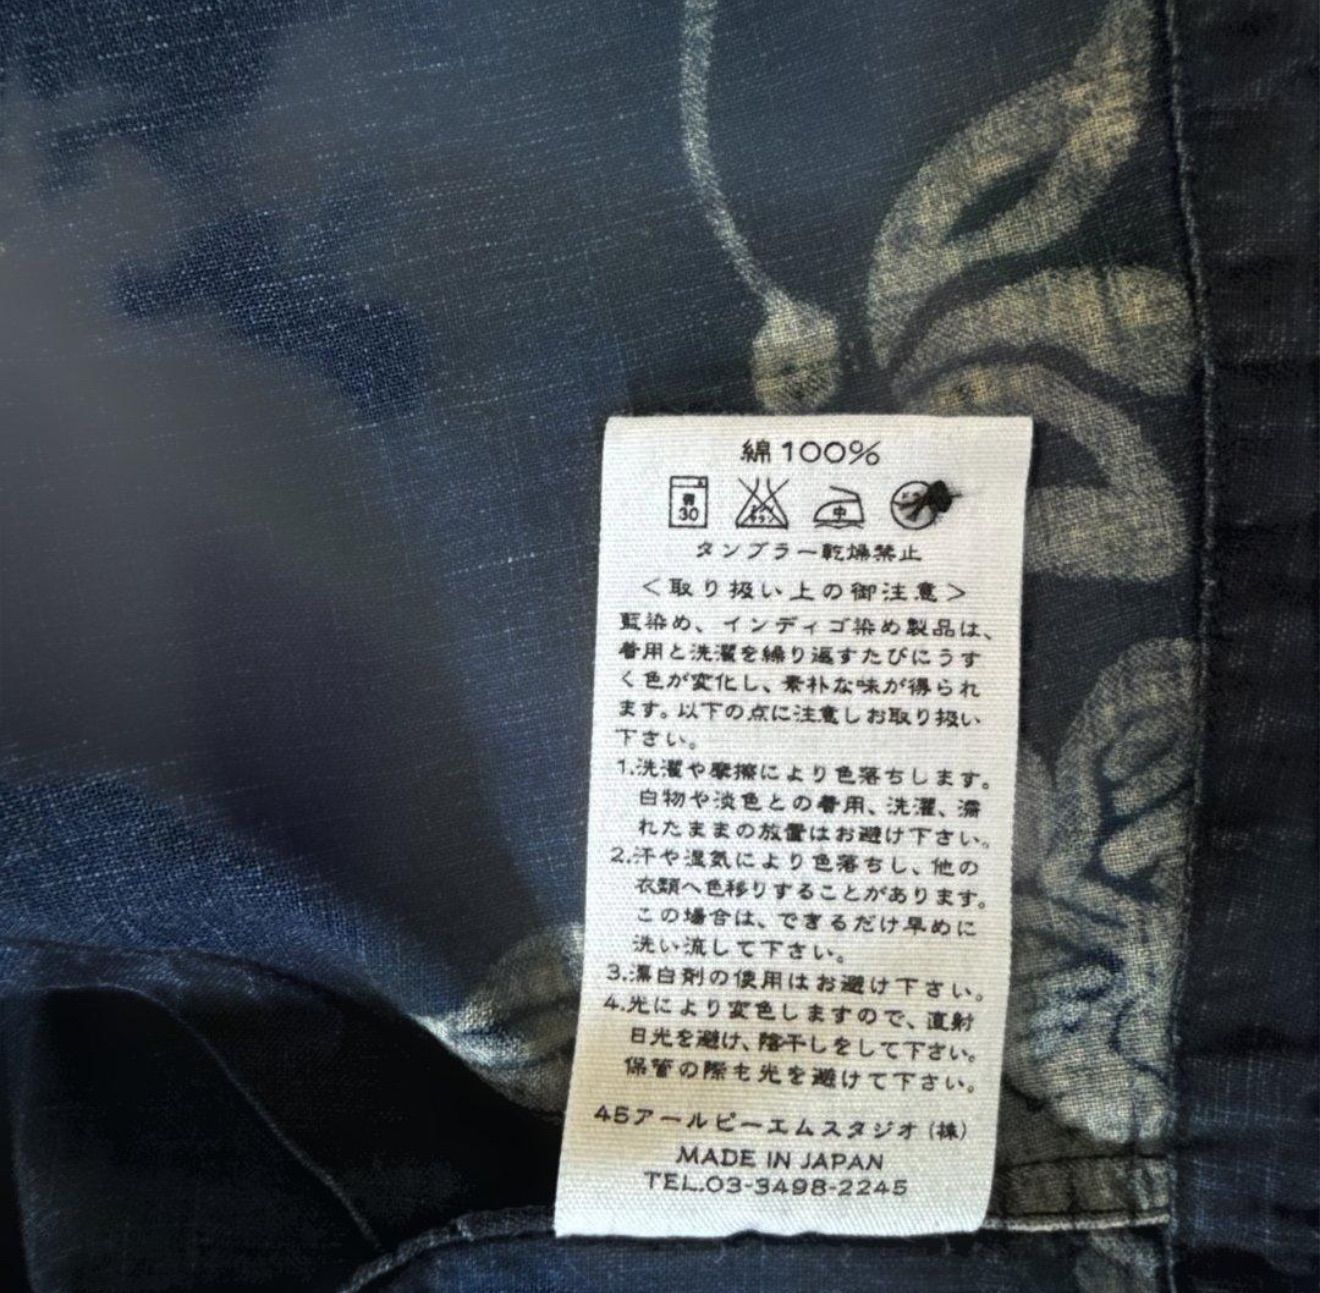 綿100%
弱
30
中
タンブラー乾燥禁止
<取り扱い上の御注意>
藍染め、インディゴ染め製品は、
着用と洗濯を繰り返すたびにうす
く色が変化し、素朴な味が得られ
ます。以下の点に注意しお取り扱い
下さい。
1.洗濯や摩擦により色落ちします。
白物や淡色との着用、洗濯、濡
れたままの放置はお避け下さい。
2.汗や湿気により色落ちし、他の
衣類へ色移りすることがあります。
この場合は、できるだけ早めに
洗い流して下さい。
3.漂白剤の使用はお避け下さい。
4.光により変色しますので、直射
日光を避け、陰干しをして下さい。
保管の際も光を避けて下さい。
45アールピーエムスタジオ(株)
MADE IN JAPAN
TEL.03-3498-2245